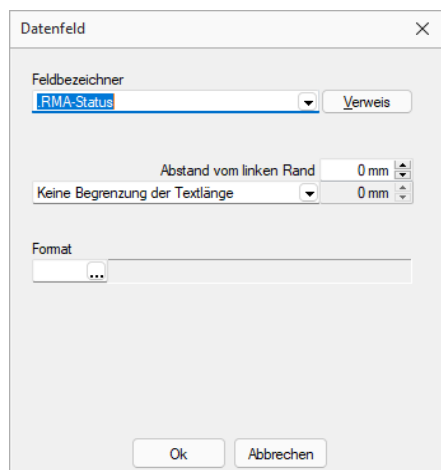 Datenfeld
Feldbezeichner
.RMA-Status
Verweis
Abstand vom linken Rand 0 mm
Keine Begrenzung der Textlänge 0 mm
Format
...
Ok Abbrechen